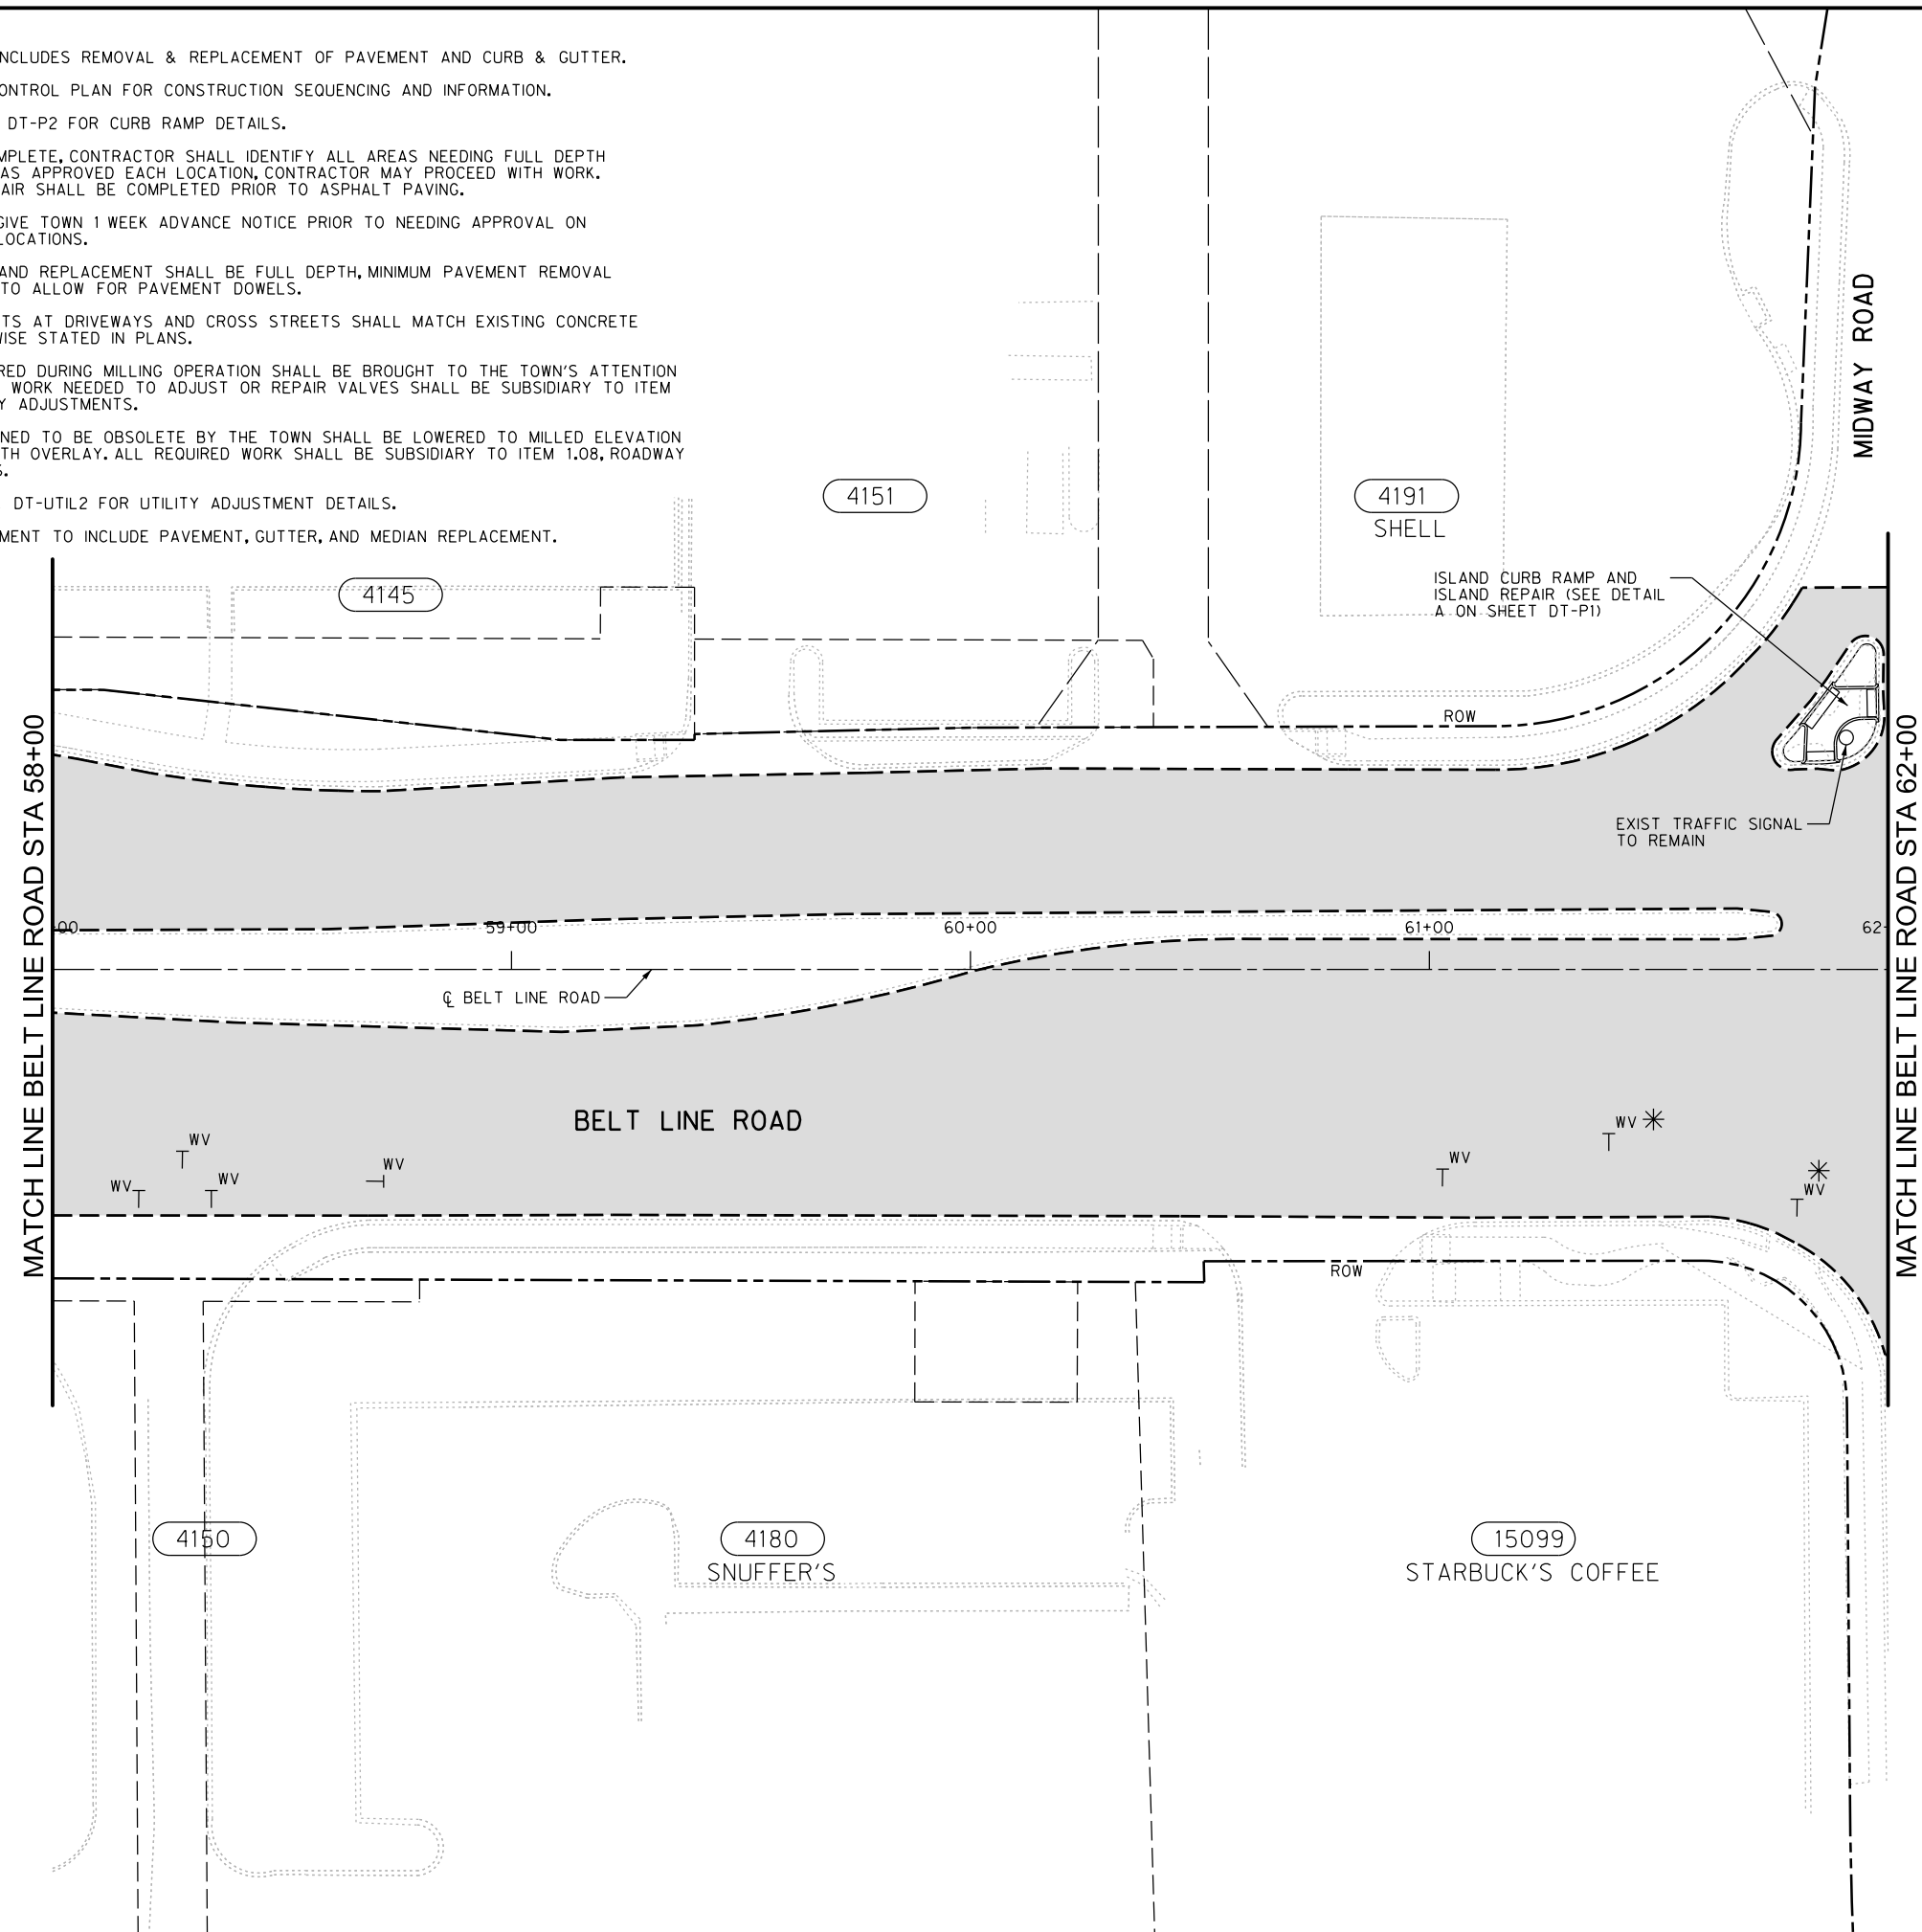 NCLUDES REMOVAL & REPLACEMENT OF PAVEMENT AND CURB & GUTTER.
ONTROL PLAN FOR CONSTRUCTION SEQUENCING AND INFORMATION.
DT-P2 FOR CURB RAMP DETAILS.
MPLETE, CONTRACTOR SHALL IDENTIFY ALL AREAS NEEDING FULL DEPTH
AS APPROVED EACH LOCATION, CONTRACTOR MAY PROCEED WITH WORK.
AIR SHALL BE COMPLETED PRIOR TO ASPHALT PAVING.
GIVE TOWN 1 WEEK ADVANCE NOTICE PRIOR TO NEEDING APPROVAL ON
LOCATIONS.
AND REPLACEMENT SHALL BE FULL DEPTH, MINIMUM PAVEMENT REMOVAL
TO ALLOW FOR PAVEMENT DOWELS.
TS AT DRIVEWAYS AND CROSS STREETS SHALL MATCH EXISTING CONCRETE
WISE STATED IN PLANS.
RED DURING MILLING OPERATION SHALL BE BROUGHT TO THE TOWN'S ATTENTION
WORK NEEDED TO ADJUST OR REPAIR VALVES SHALL BE SUBSIDIARY TO ITEM
Y ADJUSTMENTS.
NED TO BE OBSOLETE BY THE TOWN SHALL BE LOWERED TO MILLED ELEVATION
TH OVERLAY. ALL REQUIRED WORK SHALL BE SUBSIDIARY TO ITEM 1.08, ROADWAY
S.
DT-UTIL2 FOR UTILITY ADJUSTMENT DETAILS.
MENT TO INCLUDE PAVEMENT, GUTTER, AND MEDIAN REPLACEMENT.
MIDWAY ROAD
4151
4191
SHELL
4145
ISLAND CURB RAMP AND
ISLAND REPAIR (SEE DETAIL
A ON SHEET DT-P1)
ROW
EXIST TRAFFIC SIGNAL
TO REMAIN
MATCH LINE BELT LINE ROAD STA 58+00
MATCH LINE BELT LINE ROAD STA 62+00
00
59+00
60+00
61+00
62+
℄ BELT LINE ROAD
BELT LINE ROAD
WV
WV
WV
WV
WV
WV
WV
ROW
4150
4180
SNUFFER'S
15099
STARBUCK'S COFFEE